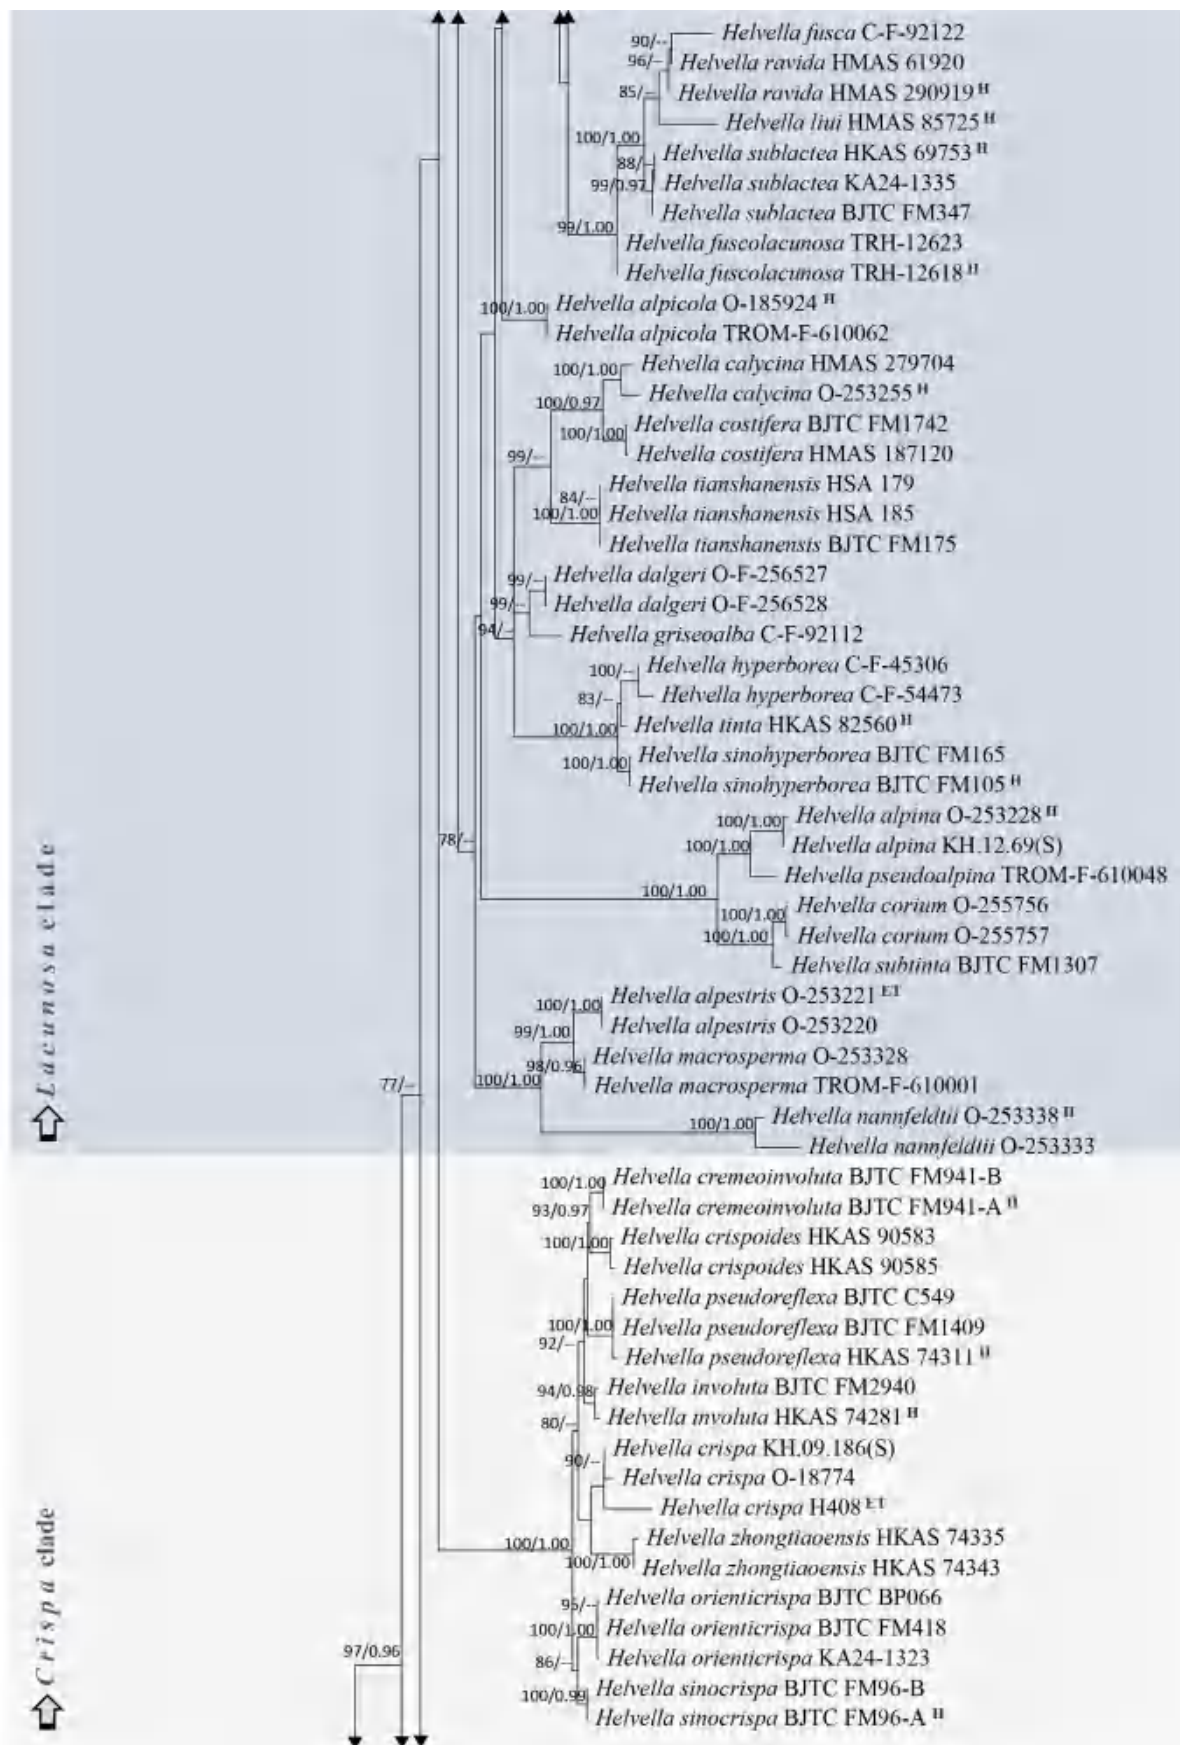 Helvella fusca C-F-92122
90/--
Helvella ravida HMAS 61920
96/--
Helvella ravida HMAS 290919 H
85/--
Helvella liui HMAS 85725 H
100/1.00
Helvella sublactea HKAS 69753 H
88/
Helvella sublactea KA24-1335
99/0.97
Helvella sublactea BJTC FM347
99/1.00
Helvella fuscolacunosa TRH-12623
Helvella fuscolacunosa TRH-12618 H
100/1.00
Helvella alpicola O-185924 H
Helvella alpicola TROM-F-610062
Helvella calycina HMAS 279704
100/1.00
Helvella calycina O-253255 H
100/0.97
Helvella costifera BJTC FM1742
100/1.00
Helvella costifera HMAS 187120
99/--
Helvella tianshanensis HSA 179
84/--
100/1.00
Helvella tianshanensis HSA 185
Helvella tianshanensis BJTC FM175
99/--
Helvella dalgeri O-F-256527
99/--
Helvella dalgeri O-F-256528
94/--
Helvella griseoalba C-F-92112
100/--
Helvella hyperborea C-F-45306
83/--
Helvella hyperborea C-F-54473
100/1.00
Helvella tinta HKAS 82560 H
100/1.00
Helvella sinohyperborea BJTC FM165
Helvella sinohyperborea BJTC FM105 H
100/1.00
Helvella alpina O-253228 H
78/--
100/1.00
Helvella alpina KH.12.69(S)
Helvella pseudoalpina TROM-F-610048
100/1.00
100/1.00
Helvella corium O-255756
100/1.00
Helvella corium O-255757
Helvella subtinta BJTC FM1307
100/1.00
Helvella alpestris O-253221 ET
99/1.00
Helvella alpestris O-253220
98/0.96
Helvella macrosperma O-253328
77/--
100/1.00
Helvella macrosperma TROM-F-610001
100/1.00
Helvella nannfeldtii O-253338 H
Helvella nannfeldtii O-253333
Lacunosa clade
100/1.00
Helvella cremeoinvoluta BJTC FM941-B
93/0.97
Helvella cremeoinvoluta BJTC FM941-A H
100/1.00
Helvella crispoides HKAS 90583
Helvella crispoides HKAS 90585
Helvella pseudoreflexa BJTC C549
100/1.00
Helvella pseudoreflexa BJTC FM1409
92/--
Helvella pseudoreflexa HKAS 74311 H
94/0.98
Helvella involuta BJTC FM2940
80/--
Helvella involuta HKAS 74281 H
90/--
Helvella crispa KH.09.186(S)
Helvella crispa O-18774
Helvella crispa H408 ET
100/1.00
Helvella zhongtiaoensis HKAS 74335
100/1.00
Helvella zhongtiaoensis HKAS 74343
95/--
Helvella orienticrispa BJTC BP066
100/1.00
Helvella orienticrispa BJTC FM418
97/0.96
86/--
Helvella orienticrispa KA24-1323
100/0.99
Helvella sinocrispa BJTC FM96-B
Helvella sinocrispa BJTC FM96-A H
Crispa clade